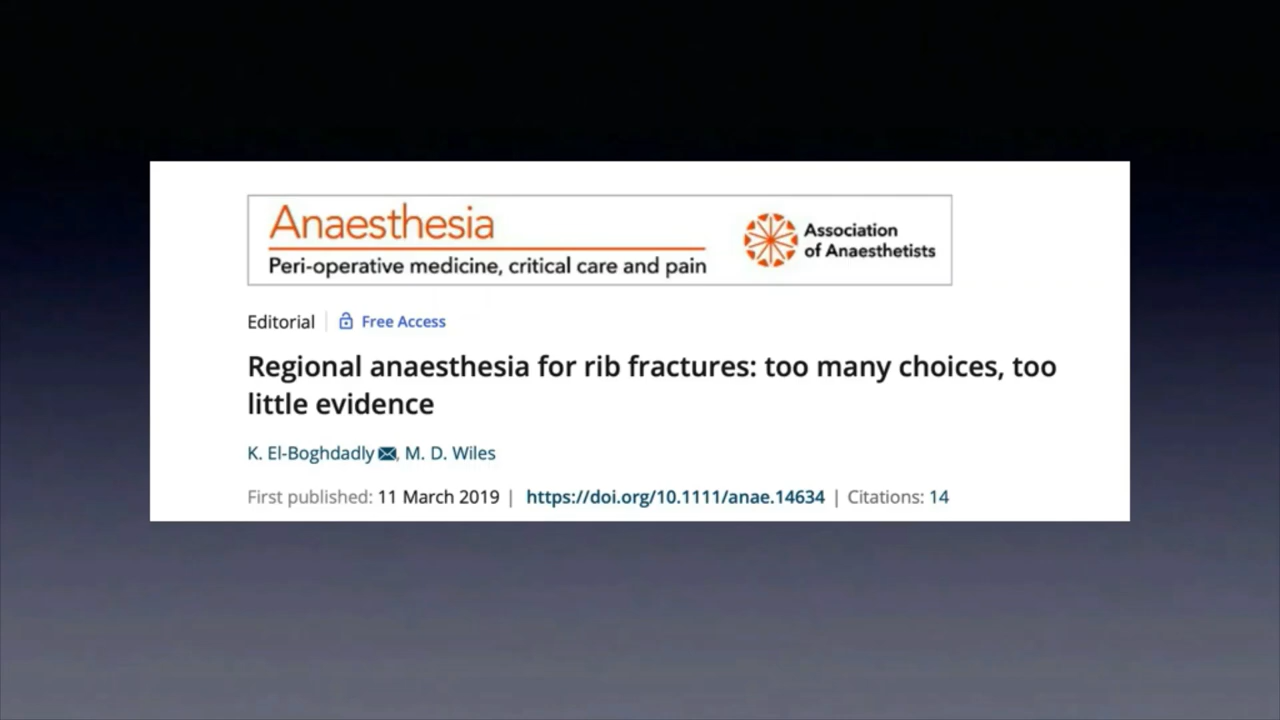 Anaesthesia
Peri-operative medicine, critical care and pain
Association
of Anaesthetists
Editorial
Free Access
Regional anaesthesia for rib fractures: too many choices, too
little evidence
K. El-Boghdadly, M. D. Wiles
First published: 11 March 2019 | https://doi.org/10.1111/anae.14634 | Citations: 14